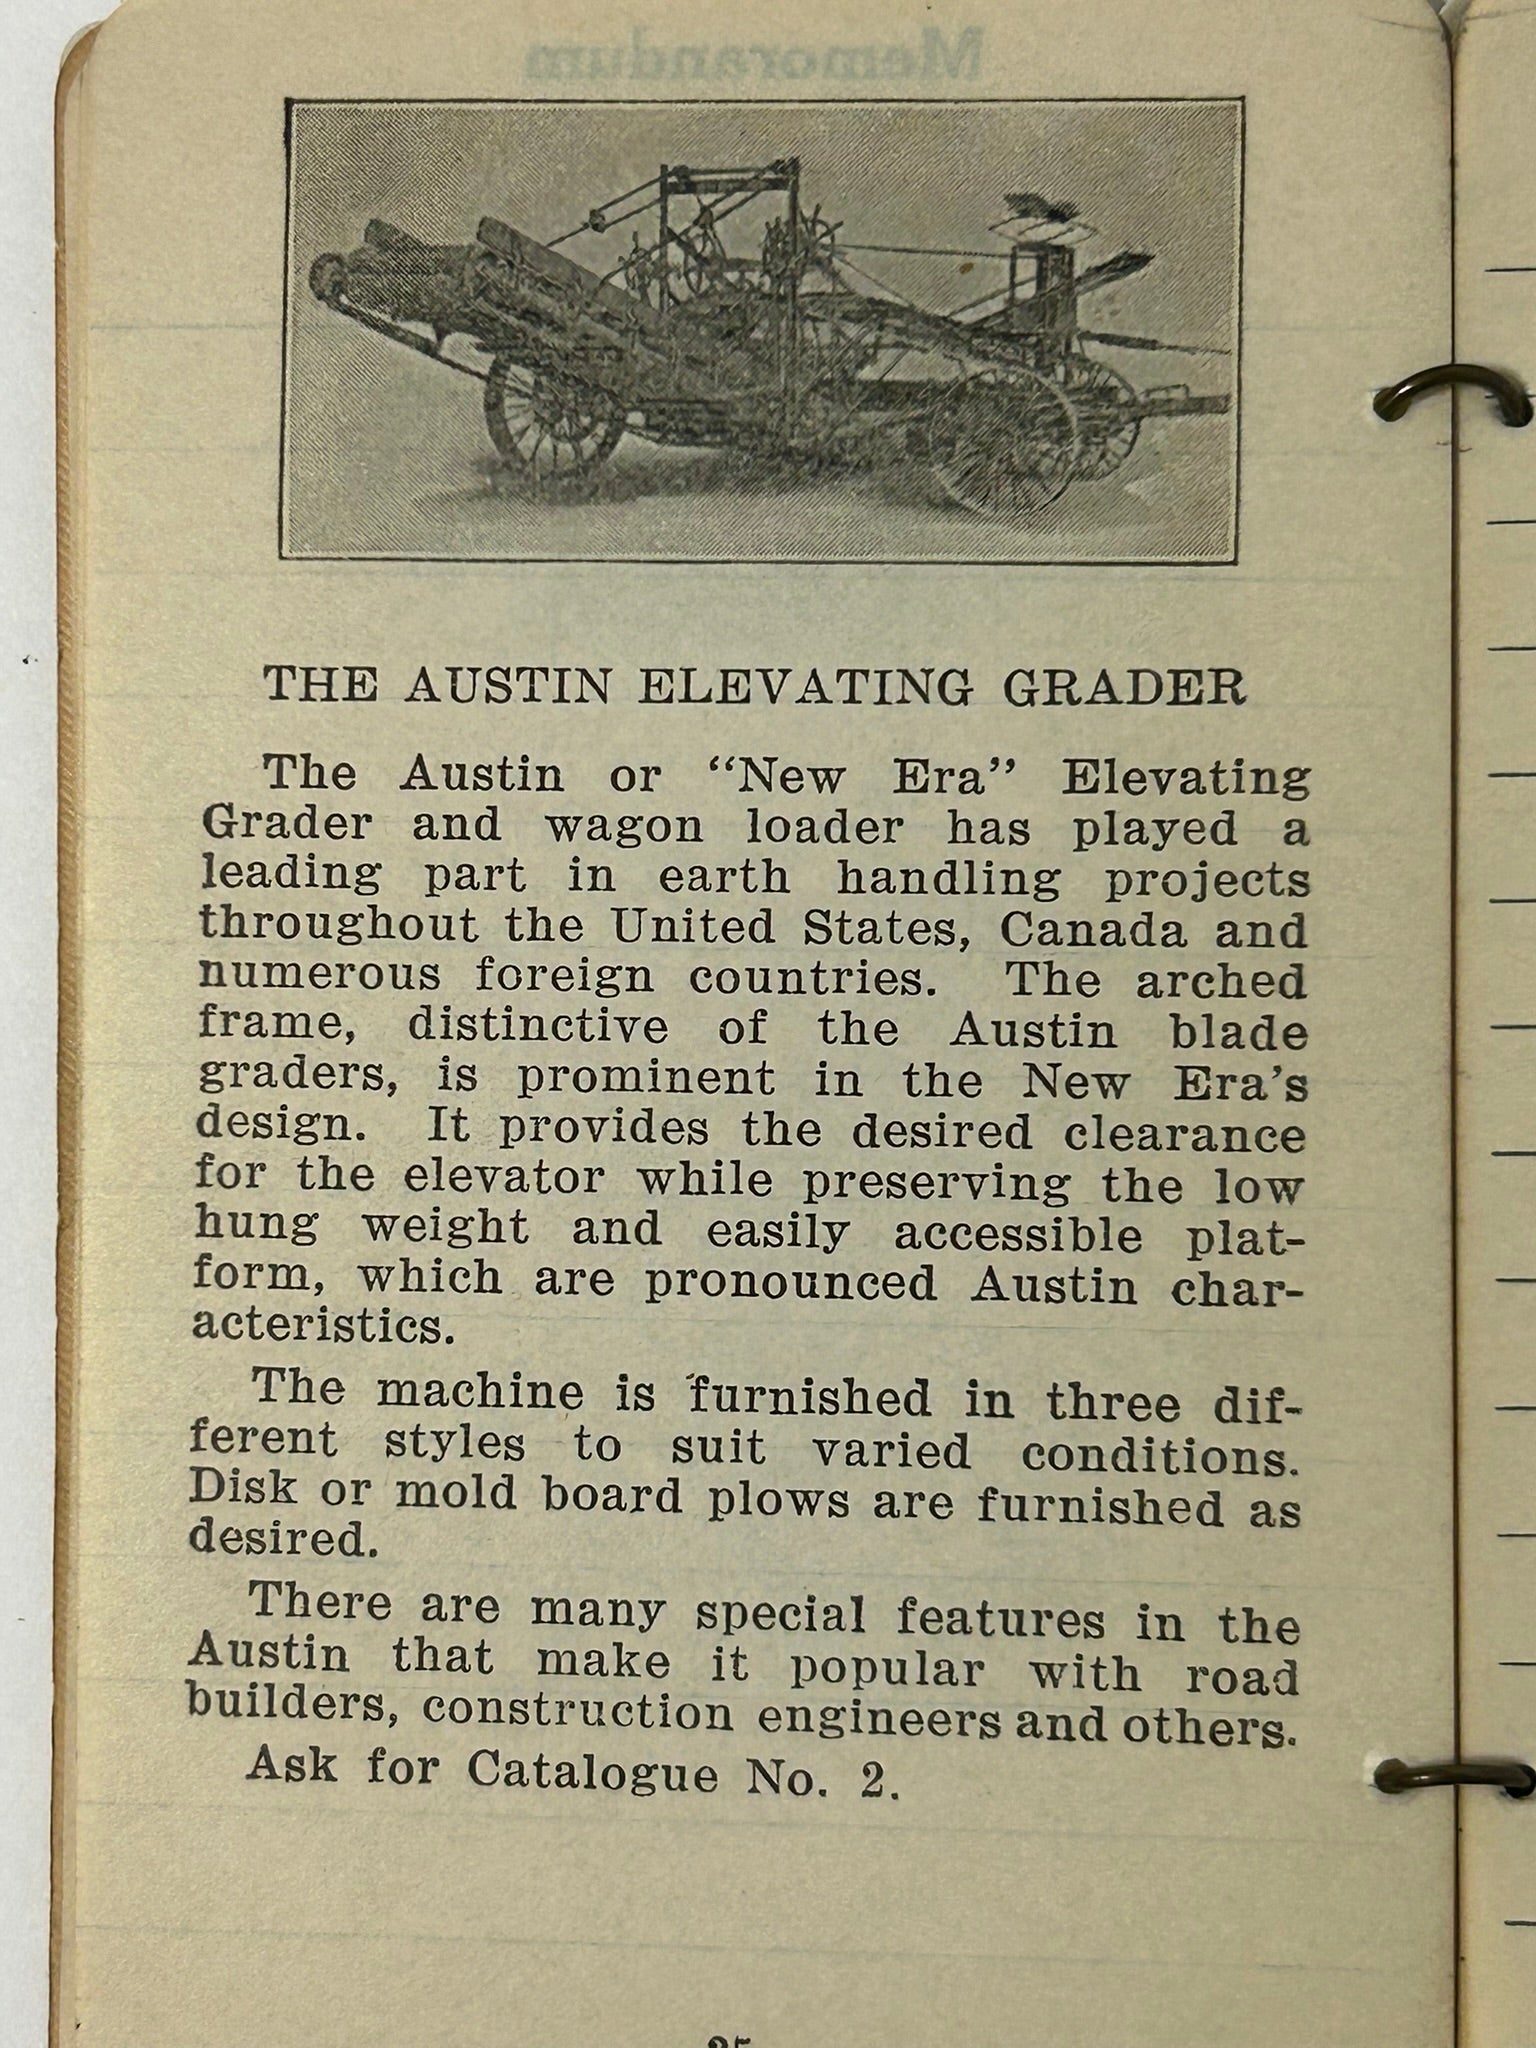 Memorandum
THE AUSTIN ELEVATING GRADER
The Austin or “New Era” Elevating
Grader and wagon loader has played a
leading part in earth handling projects
throughout the United States, Canada and
numerous foreign countries. The arched
frame, distinctive of the Austin blade
graders, is prominent in the New Era’s
design. It provides the desired clearance
for the elevator while preserving the low
hung weight and easily accessible plat-
form, which are pronounced Austin char-
acteristics.
The machine is furnished in three dif-
ferent styles to suit varied conditions.
Disk or mold board plows are furnished as
desired.
There are many special features in the
Austin that make it popular with road
builders, construction engineers and others.
Ask for Catalogue No. 2.